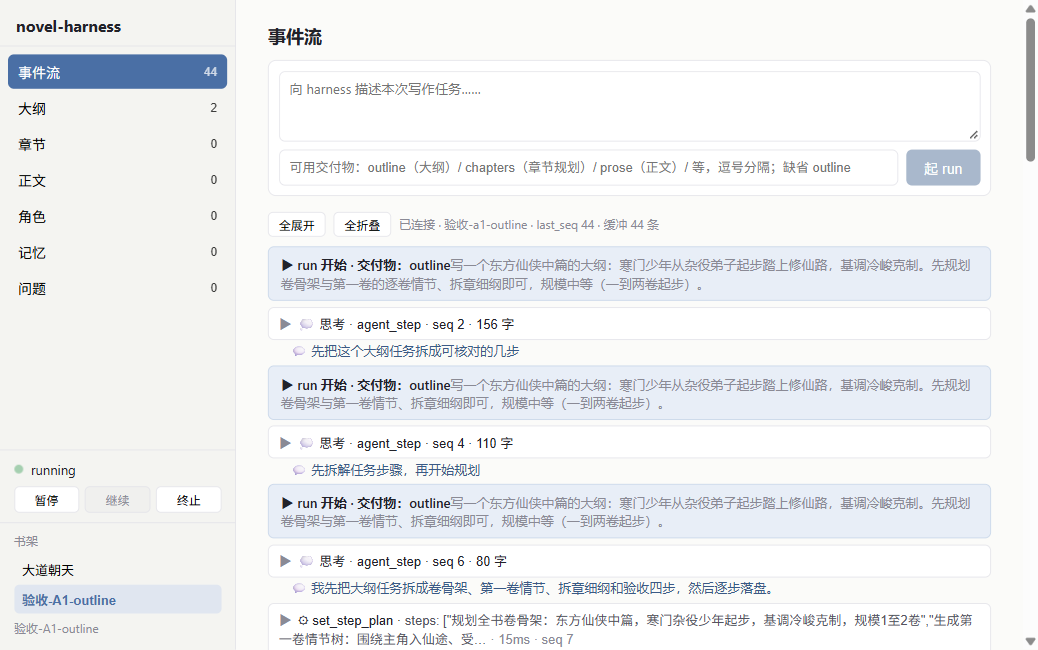 novel-harness
事件流 44
大纲 2
章节 0
正文 0
角色 0
记忆 0
问题 0
running
暂停 继续 终止
书架
大道朝天
验收-A1-outline
验收-A1-outline
事件流
向 harness 描述本次写作任务……
可用交付物：outline（大纲）/ chapters（章节规划）/ prose（正文）/ 等，逗号分隔；缺省 outline
起 run
全展开 全折叠 已连接 · 验收-a1-outline · last_seq 44 · 缓冲 44 条
▶ run 开始 · 交付物：outline写一个东方仙侠中篇的大纲：寒门少年从杂役弟子起步踏上修仙路，基调冷峻克制。先规划
卷骨架与第一卷的逐卷情节、拆章细纲即可，规模中等（一到两卷起步）。
▶ 💭 思考 · agent_step · seq 2 · 156 字
💭 先把这个大纲任务拆成可核对的几步
▶ run 开始 · 交付物：outline写一个东方仙侠中篇的大纲：寒门少年从杂役弟子起步踏上修仙路，基调冷峻克制。先规划
卷骨架与第一卷情节、拆章细纲即可，规模中等（一到两卷起步）。
▶ 💭 思考 · agent_step · seq 4 · 110 字
💭 先拆解任务步骤，再开始规划
▶ run 开始 · 交付物：outline写一个东方仙侠中篇的大纲：寒门少年从杂役弟子起步踏上修仙路，基调冷峻克制。先规划
卷骨架与第一卷情节、拆章细纲即可，规模中等（一到两卷起步）。
▶ 💭 思考 · agent_step · seq 6 · 80 字
💭 我先把大纲任务拆成卷骨架、第一卷情节、拆章细纲和验收四步，然后逐步落盘。
▶ ⚙ set_step_plan · steps: ["规划全书卷骨架：东方仙侠中篇，寒门杂役少年起步，基调冷峻克制，规模1至2卷","生成第
一卷情节树：围绕主角入仙途、受… · 15ms · seq 7